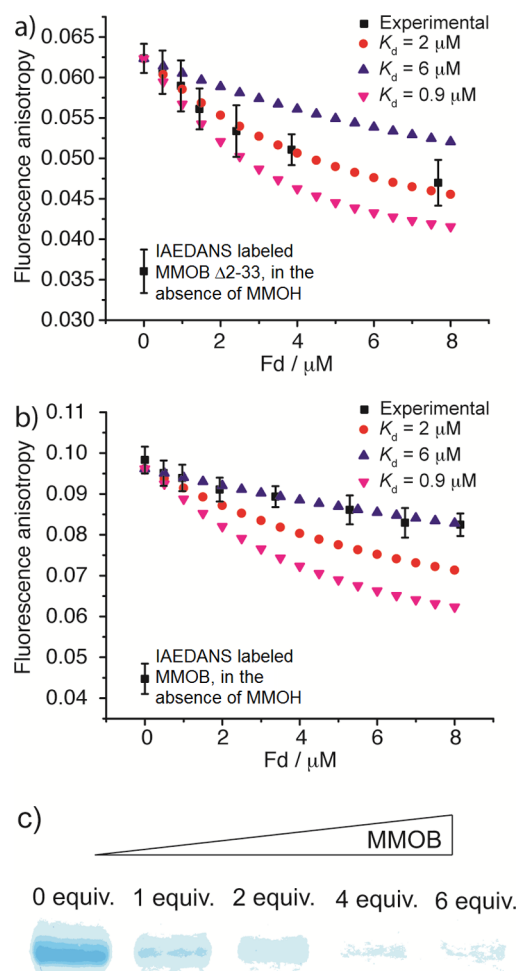 a)
Fluorescence anisotropy
0.065
0.060
0.055
0.050
0.045
0.040
0.035
0.030
Experimental
Kd = 2 µM
Kd = 6 µM
Kd = 0.9 µM
IAEDANS labeled
MMOB Δ2-33, in the
absence of MMOH
0 2 4 6 8
Fd / µM
b)
Fluorescence anisotropy
0.11
0.10
0.09
0.08
0.07
0.06
0.05
0.04
Experimental
Kd = 2 µM
Kd = 6 µM
Kd = 0.9 µM
IAEDANS labeled
MMOB, in the
absence of MMOH
0 2 4 6 8
Fd / µM
c)
MMOB
0 equiv. 1 equiv. 2 equiv. 4 equiv. 6 equiv.